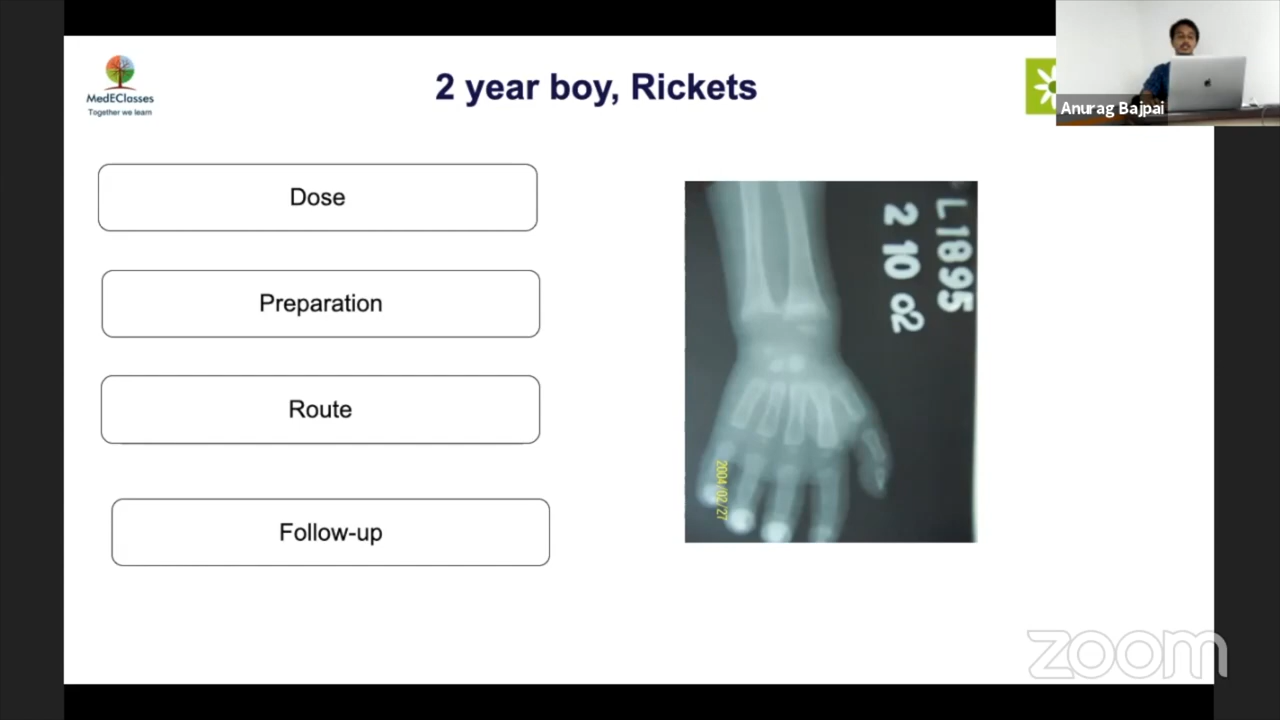 MedEClasses
Together we learn
2 year boy, Rickets
Anurag Bajpai
Dose
Preparation
Route
Follow-up
L1895
2 10 02
2004/02/27
zoom